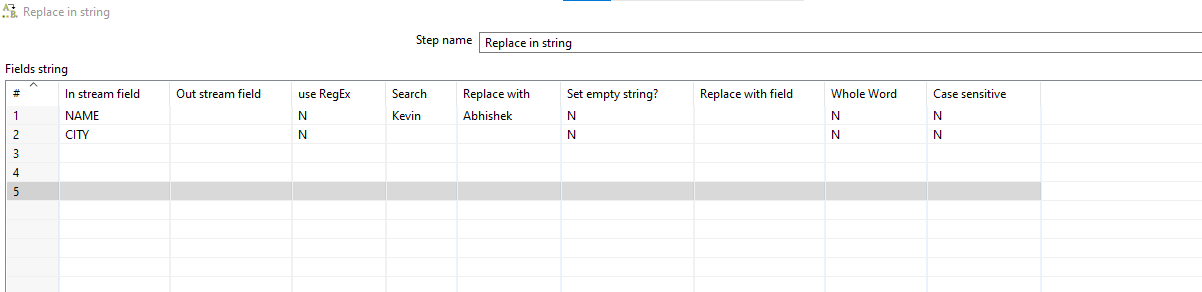 Replace in string
Step name Replace in string
Fields string
# In stream field Out stream field use RegEx Search Replace with Set empty string? Replace with field Whole Word Case sensitive
1 NAME N Kevin Abhishek N N N
2 CITY N N N N
3
4
5